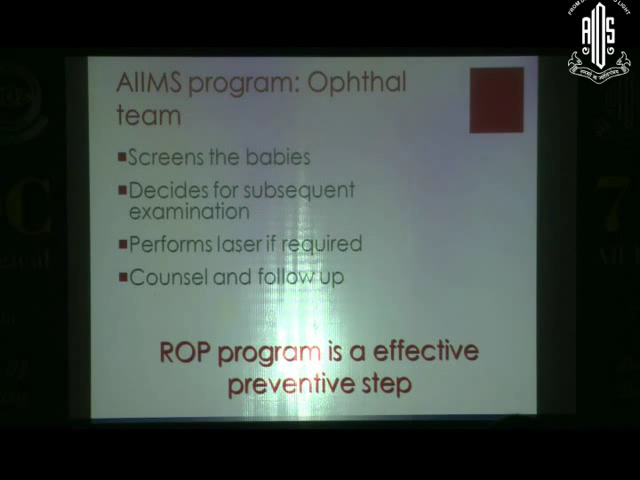 AIIMS program: Ophthal
team
Screens the babies
Decides for subsequent
examination
Performs laser if required
Counsel and follow up
ROP program is a effective
preventive step
AIIMS